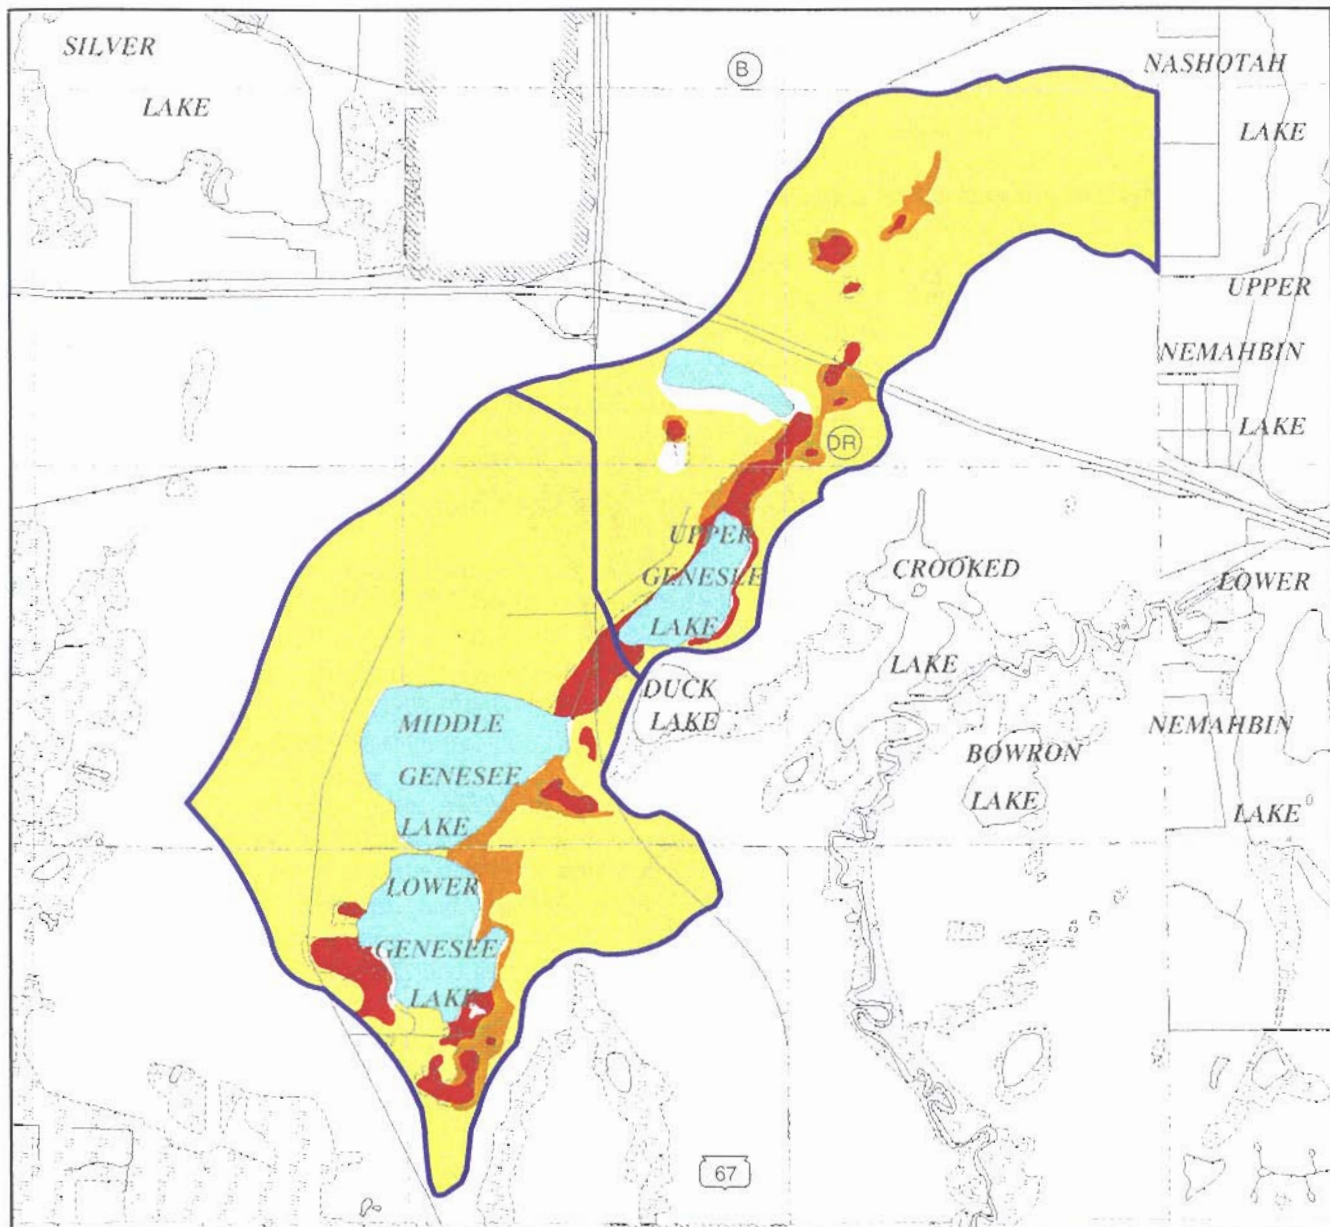 SILVER
LAKE
B
NASHOTAH
LAKE
UPPER
NEMAHBIN
LAKE
DR
UPPER
GENESEE
LAKE
CROOKED
LAKE
LOWER
NEMAHBIN
LAKE
DUCK
LAKE
BOWRON
LAKE
MIDDLE
GENESEE
LAKE
LOWER
GENESEE
LAKE
67